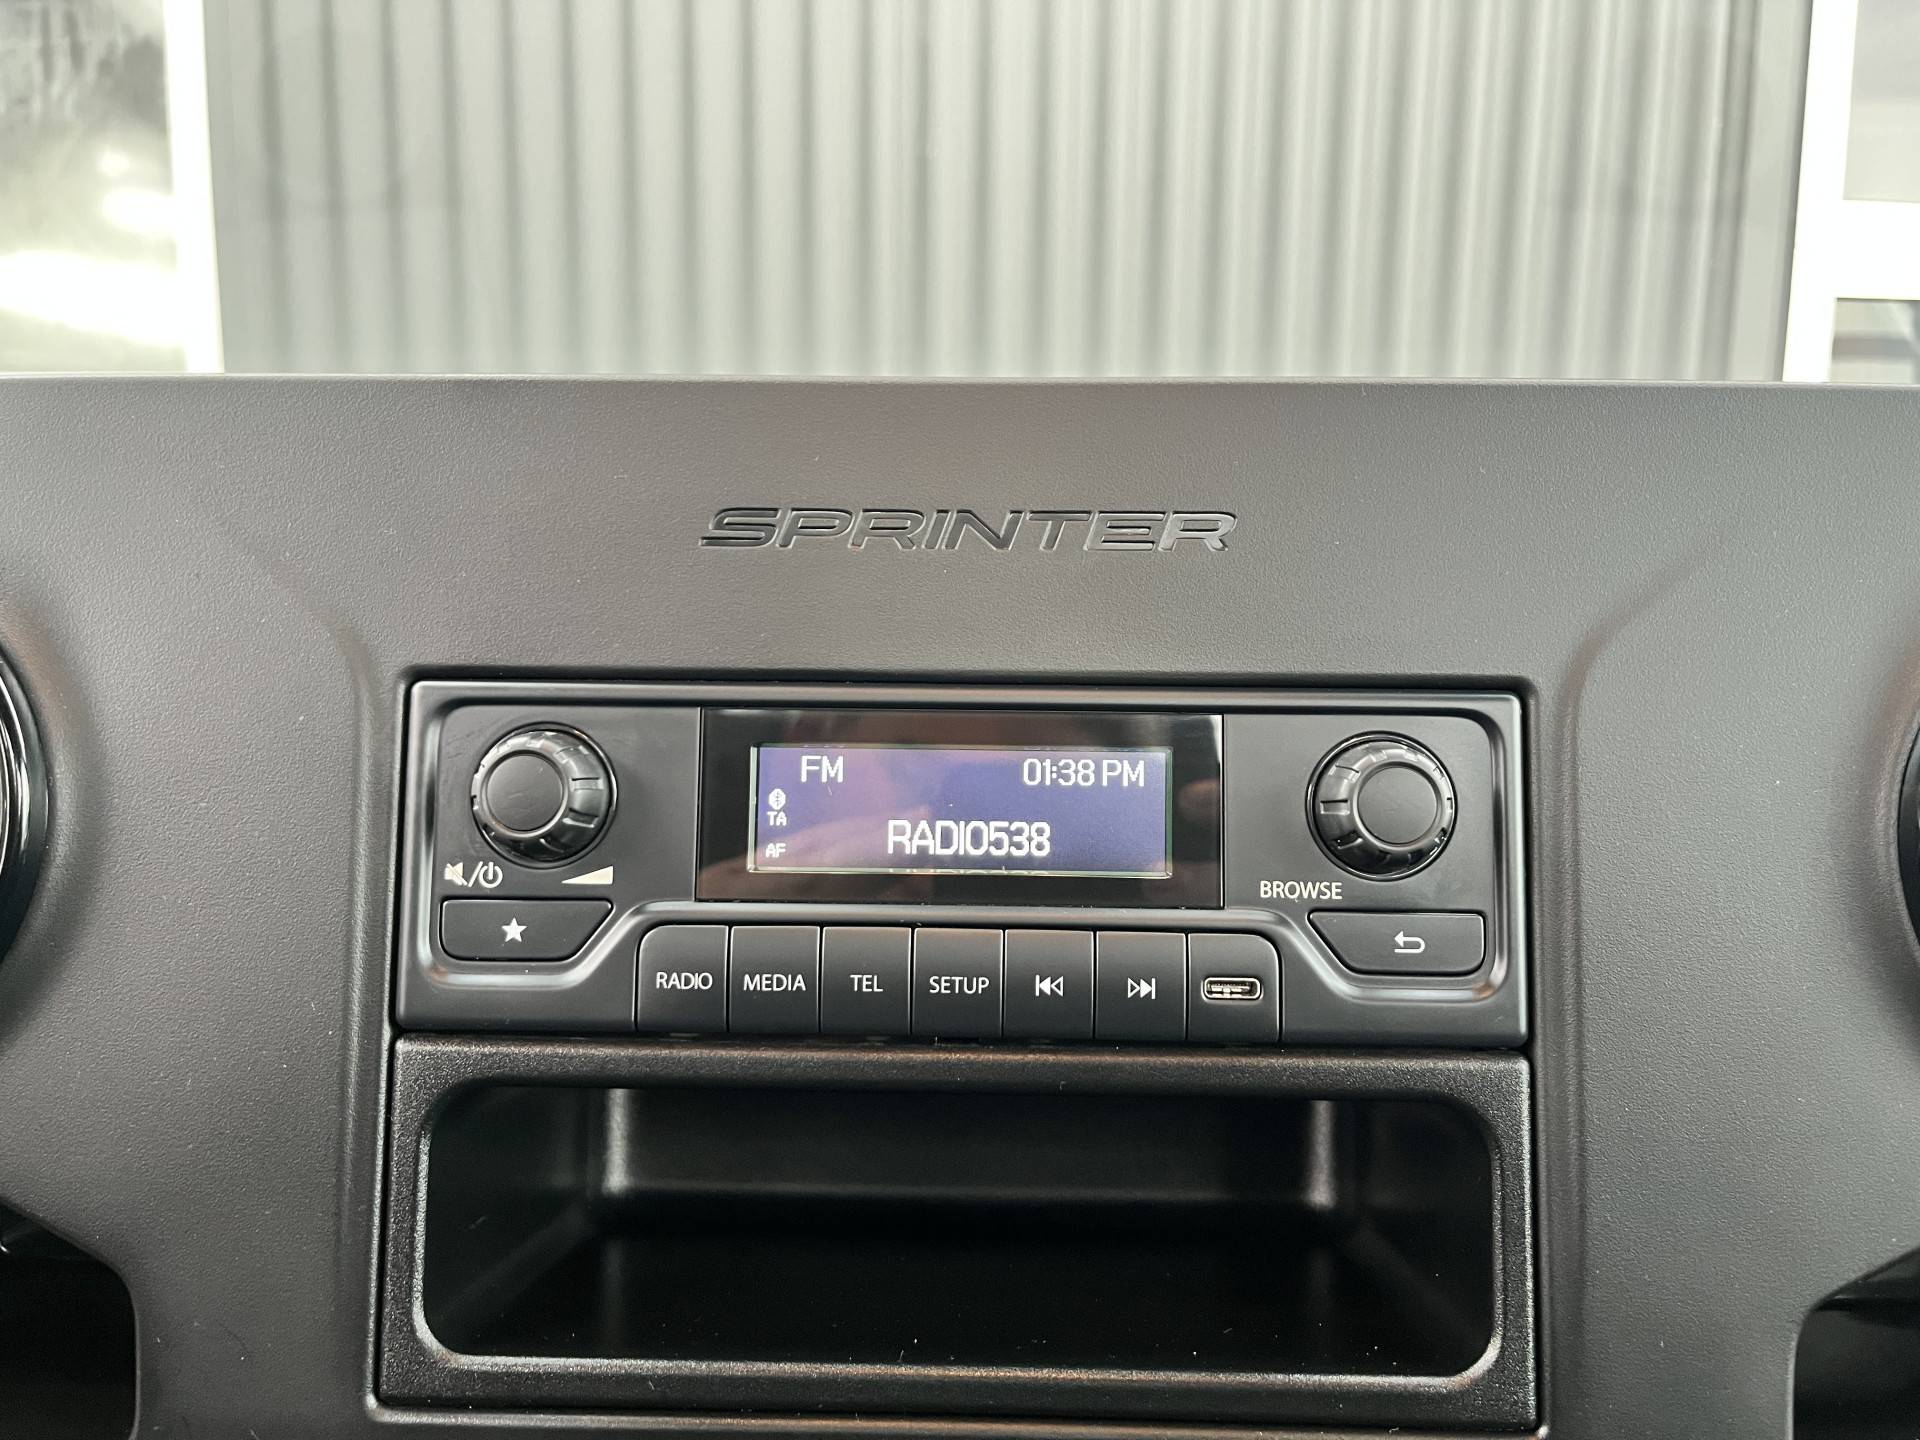 SPRINTER
FM 01:38 PM
TA
RADIO538
AF
BROWSE
RADIO MEDIA TEL SETUP